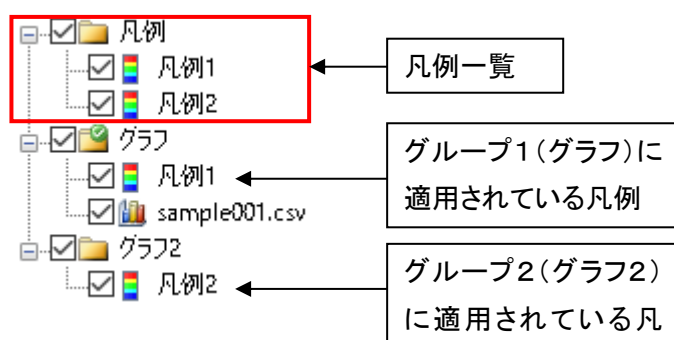 凡例
凡例1
凡例2
グラフ
凡例1
sample001.csv
グラフ2
凡例2
凡例一覧
グループ１（グラフ）に
適用されている凡例
グループ２（グラフ２）
に適用されている凡